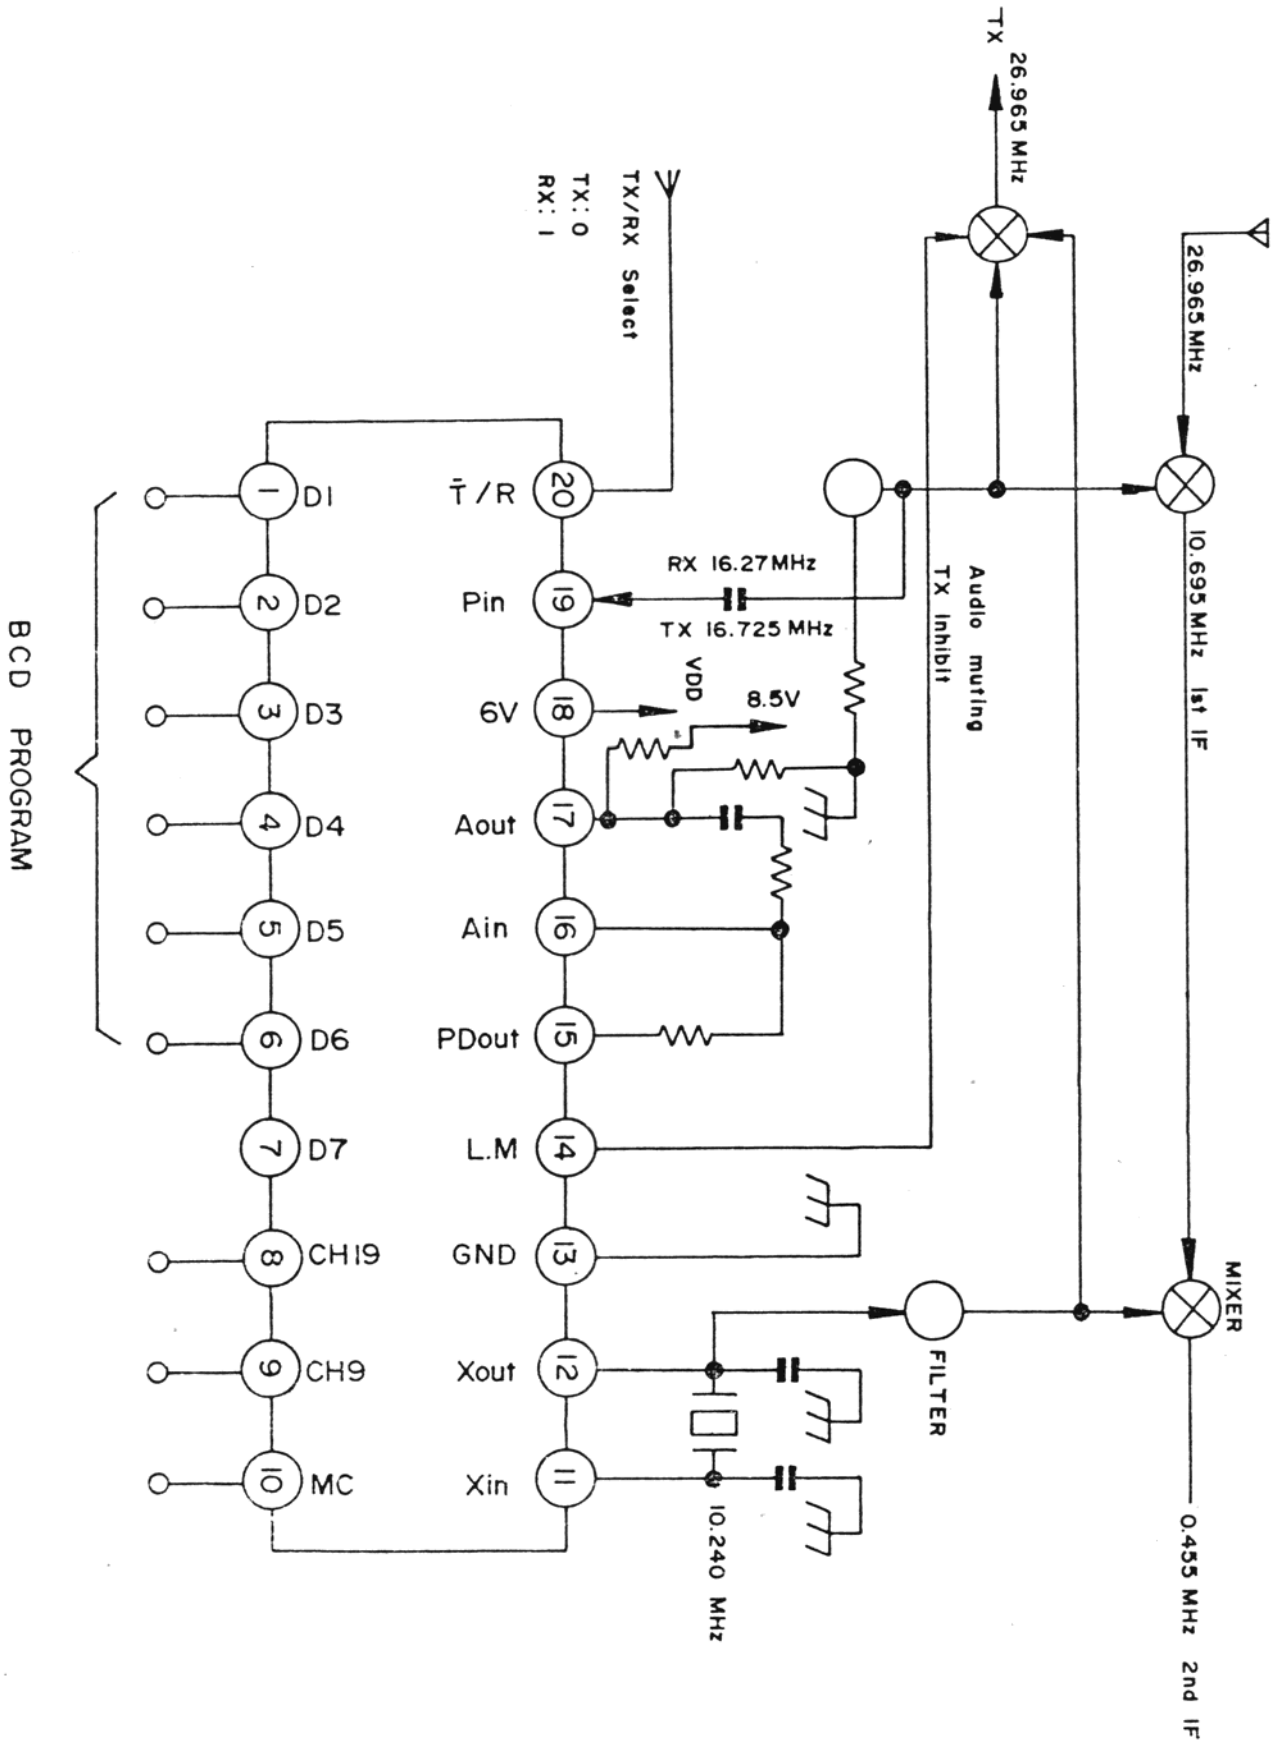 TX
26.965 MHz
26.965 MHz
TX/RX Select
TX: 0
RX: 1
10.695 MHz 1st IF
Audio muting
TX Inhibit
RX 16.27MHz
TX 16.725 MHz
VDD
8.5V
1 D1
2 D2
3 D3
4 D4
5 D5
6 D6
7 D7
8 CH19
9 CH9
10 MC
T̄/R 20
Pin 19
6V 18
Aout 17
Ain 16
PDout 15
L.M 14
GND 13
Xout 12
Xin 11
BCD PROGRAM
MIXER
FILTER
10.240 MHz
0.455 MHz 2nd IF